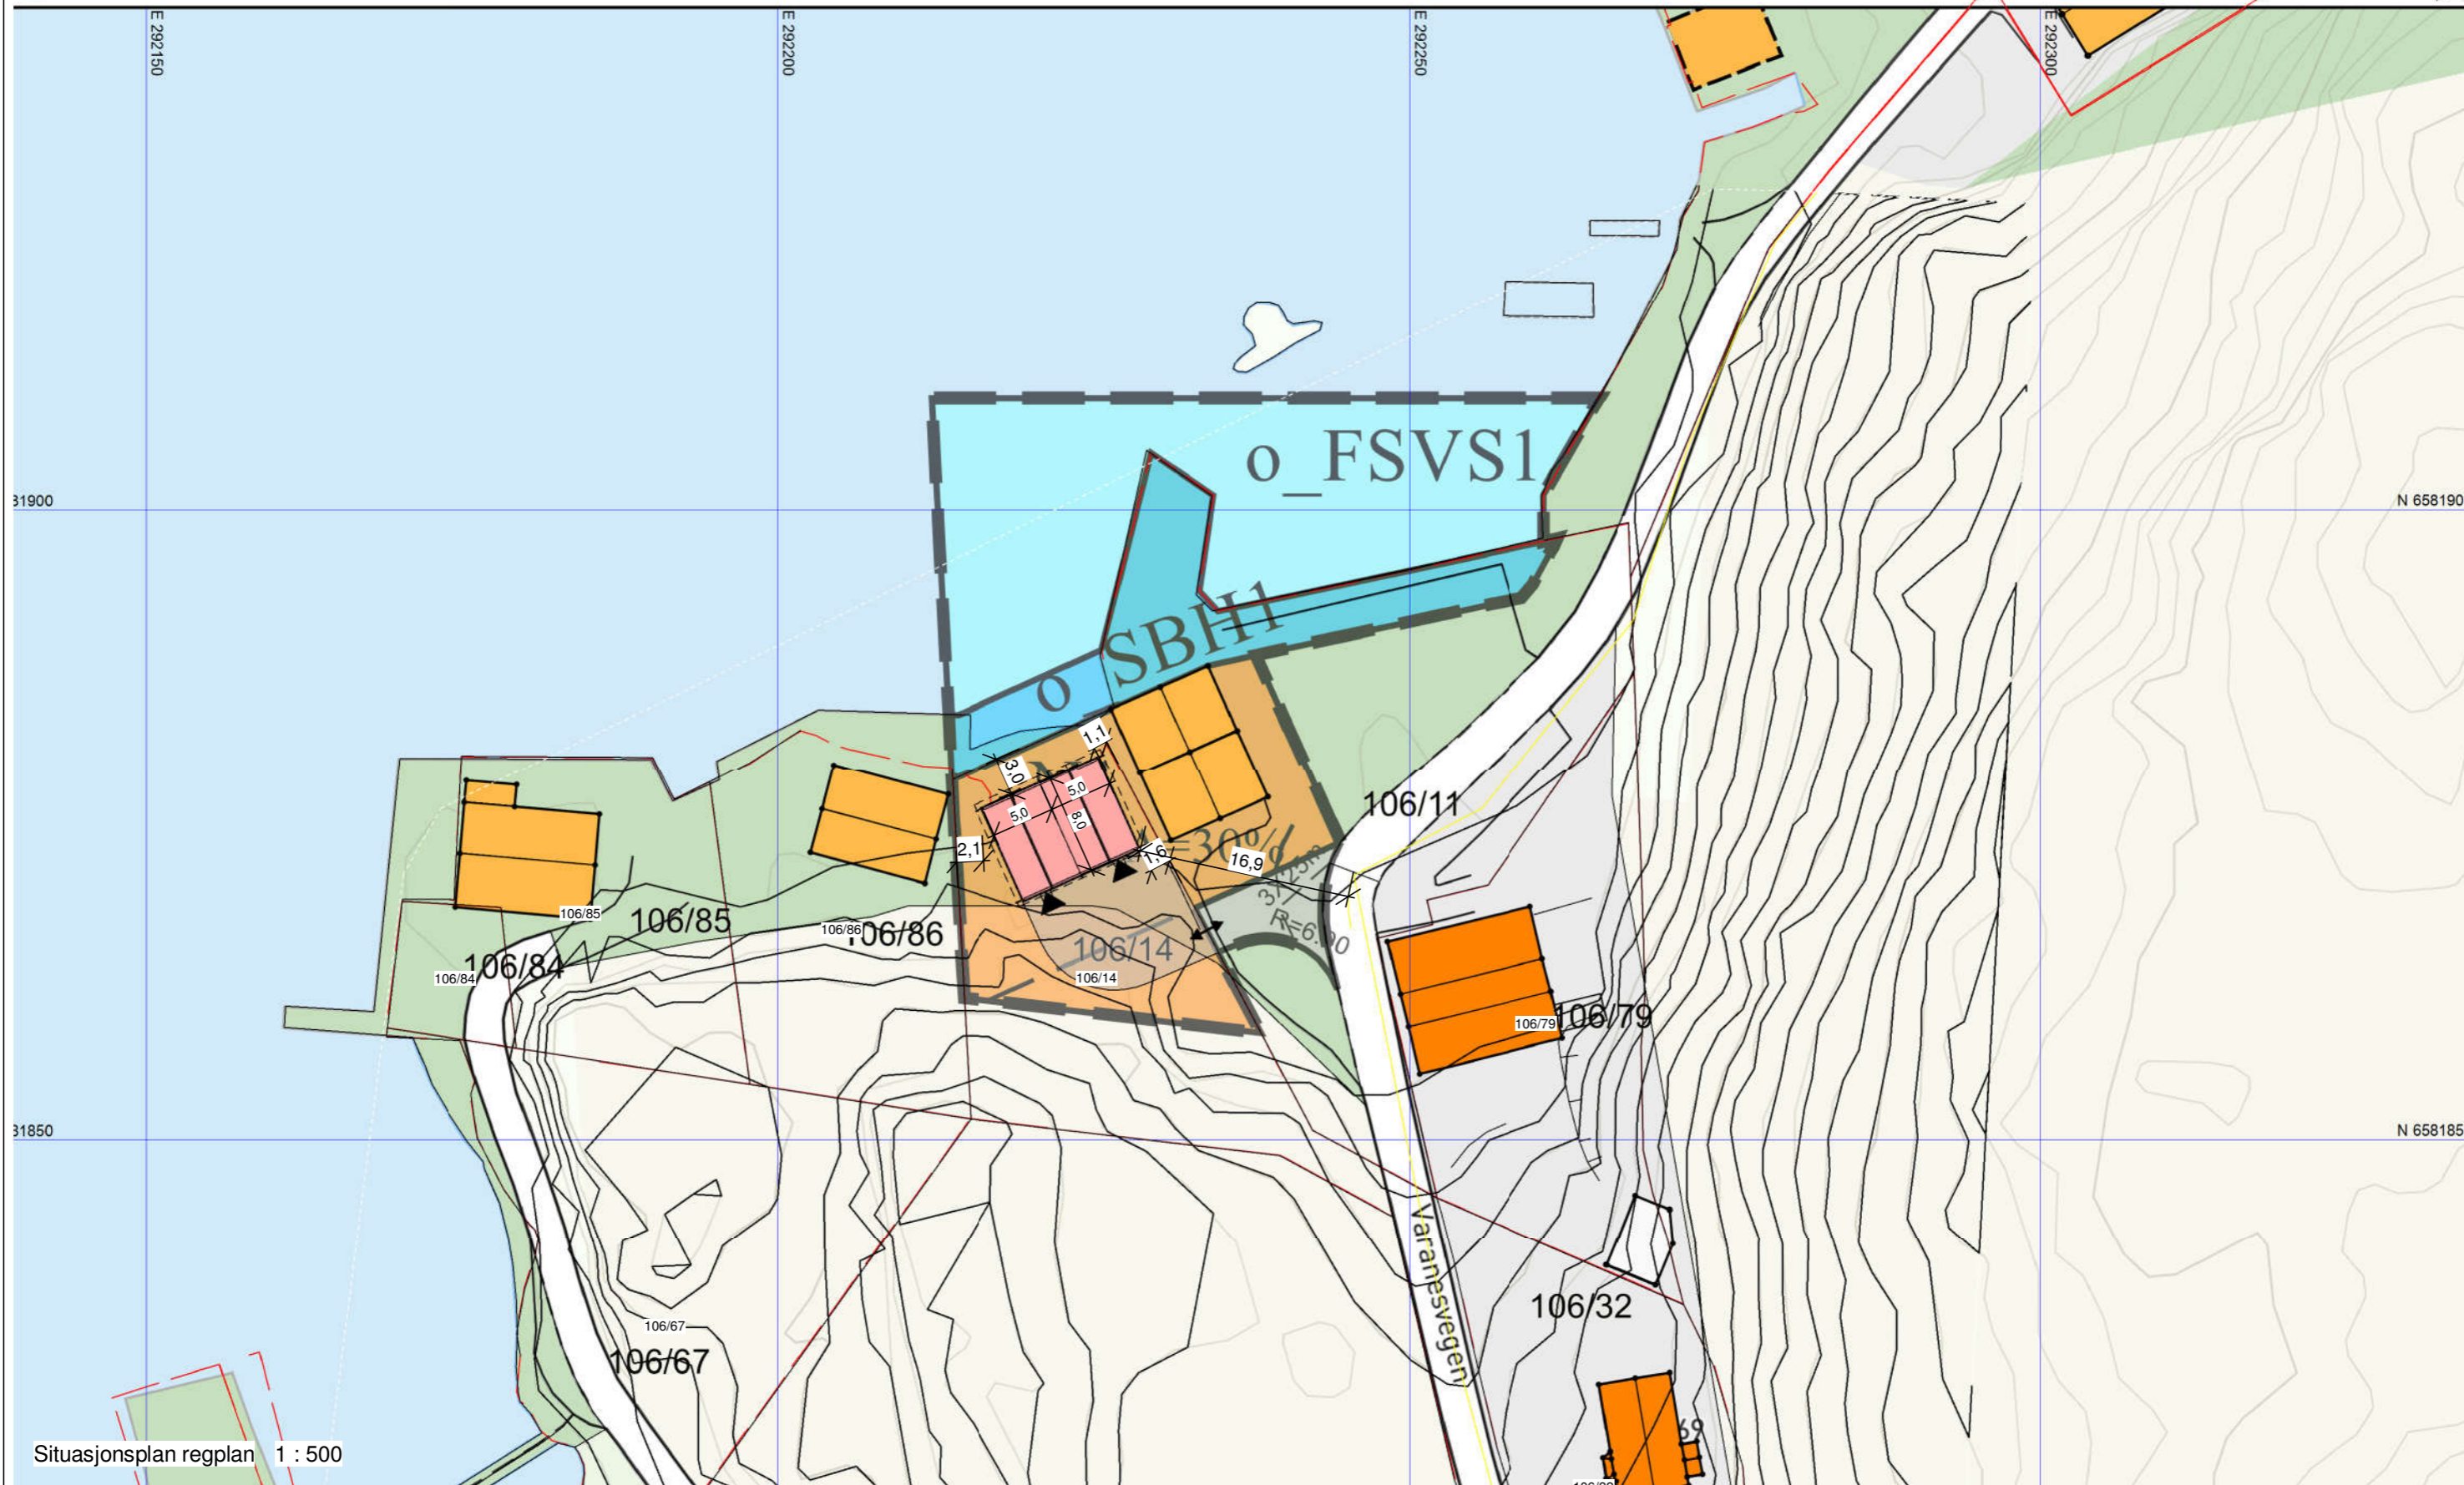 E 292150
E 292200
E 292250
E 292300
o_FSVS1
31900
N 658190
o_SBH1
1,1
3,0
5,0
5,0
8,0
106/11
2,1
1,6
=30%
16,9
R=6.00
106/85
106/85
106/86
106/86
106/14
106/14
106/84
106/84
106/79
106/79
31850
N 658185
Varanesvegen
106/32
106/67
106/67
69
Situasjonsplan regplan 1 : 500